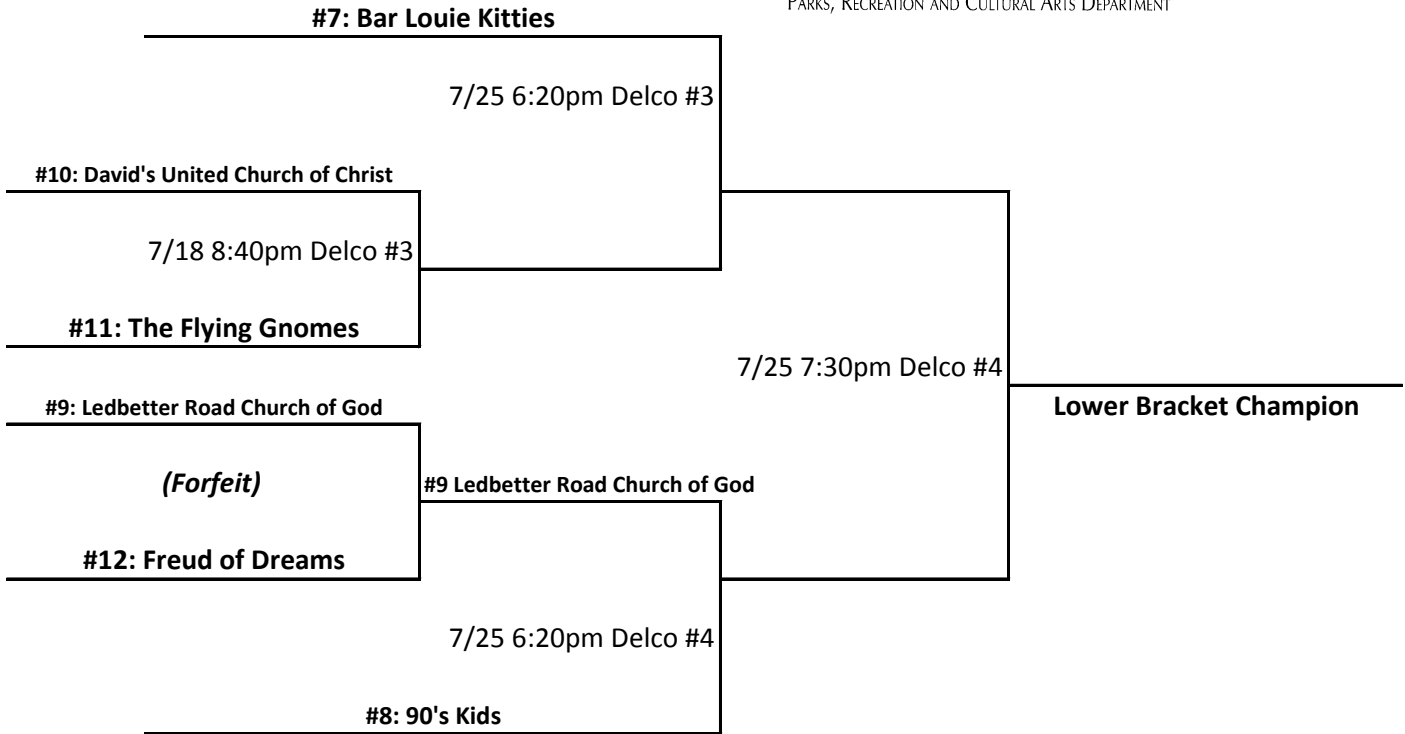 PARKS, RECREATION AND CULTURAL ARTS DEPARTMENT
#7: Bar Louie Kitties
7/25 6:20pm Delco #3
#10: David's United Church of Christ
7/18 8:40pm Delco #3
#11: The Flying Gnomes
7/25 7:30pm Delco #4
Lower Bracket Champion
#9: Ledbetter Road Church of God
(Forfeit)
#9 Ledbetter Road Church of God
#12: Freud of Dreams
7/25 6:20pm Delco #4
#8: 90's Kids